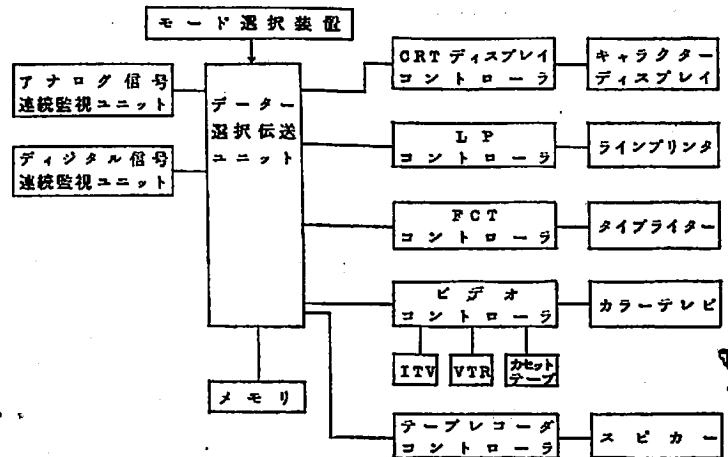 モード選択装置
アナログ信号
連続監視ユニット
ディジタル信号
連続監視ユニット
データー
選択伝送
ユニット
メモリ
CRTディスプレイ
コントローラ
キャラクター
ディスプレイ
LP
コントローラ
ラインプリンタ
FCT
コントローラ
タイプライター
ビデオ
コントローラ
カラーテレビ
ITV
VTR
カセット
テープ
テープレコーダ
コントローラ
スピカー